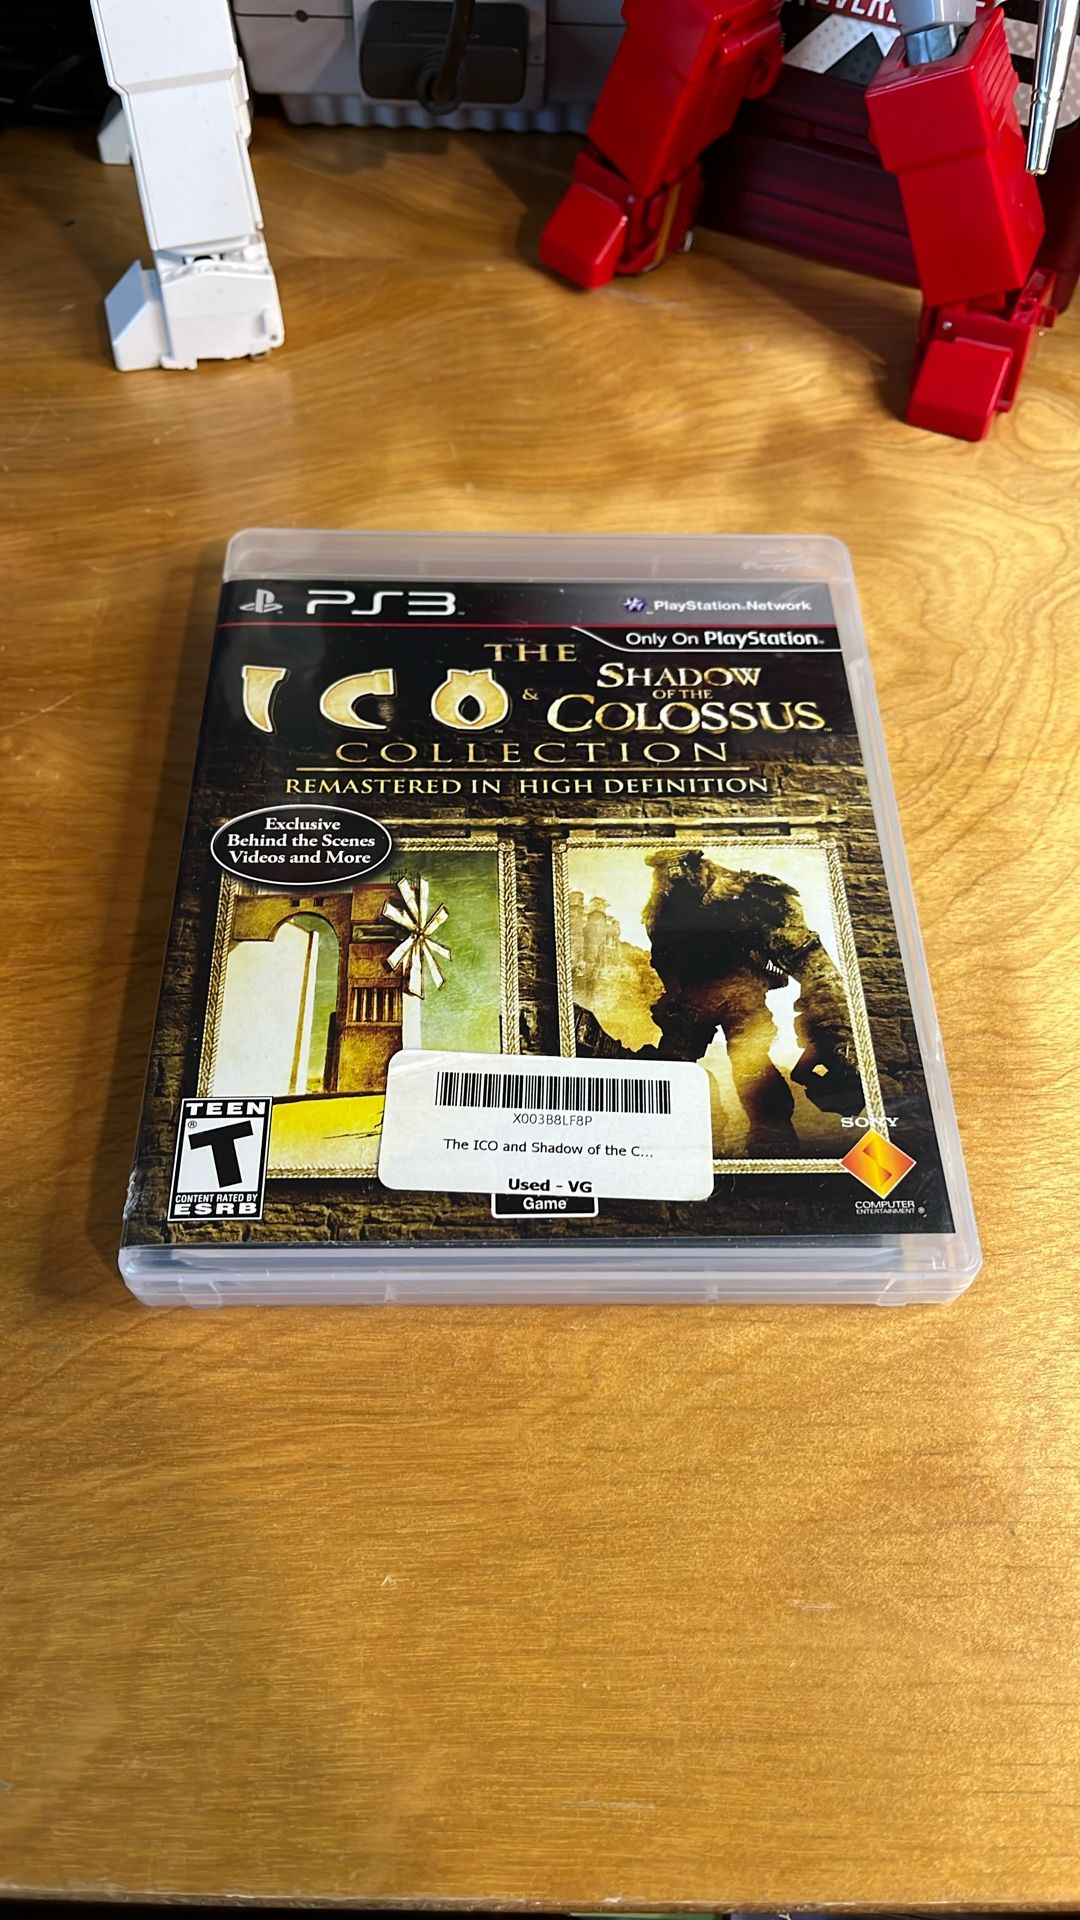 PS3
PlayStation Network
Only On PlayStation
THE
ICO & SHADOW OF THE COLOSSUS
COLLECTION
REMASTERED IN HIGH DEFINITION
Exclusive
Behind the Scenes
Videos and More
X003B8LF8P
The ICO and Shadow of the C...
Used - VG
Game
TEEN
T
CONTENT RATED BY
ESRB
SONY
COMPUTER
ENTERTAINMENT